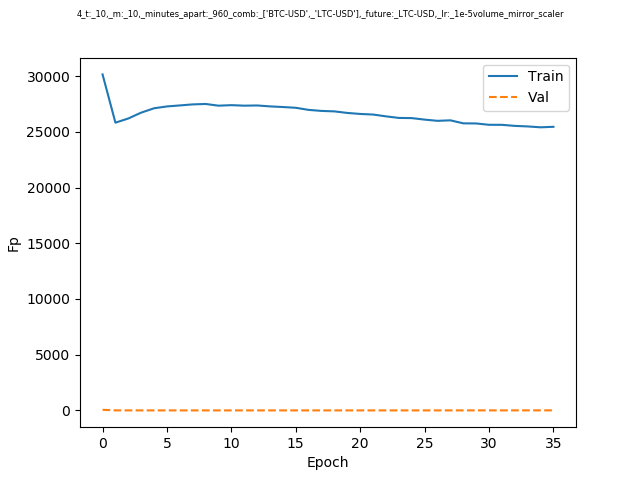 4_t:_10,_m:_10,_minutes_apart:_960_comb:_['BTC-USD',_'LTC-USD'],_future:_LTC-USD,_lr:_1e-5volume_mirror_scaler
Train
Val
30000
25000
20000
15000
10000
5000
0
Fp
0 5 10 15 20 25 30 35
Epoch